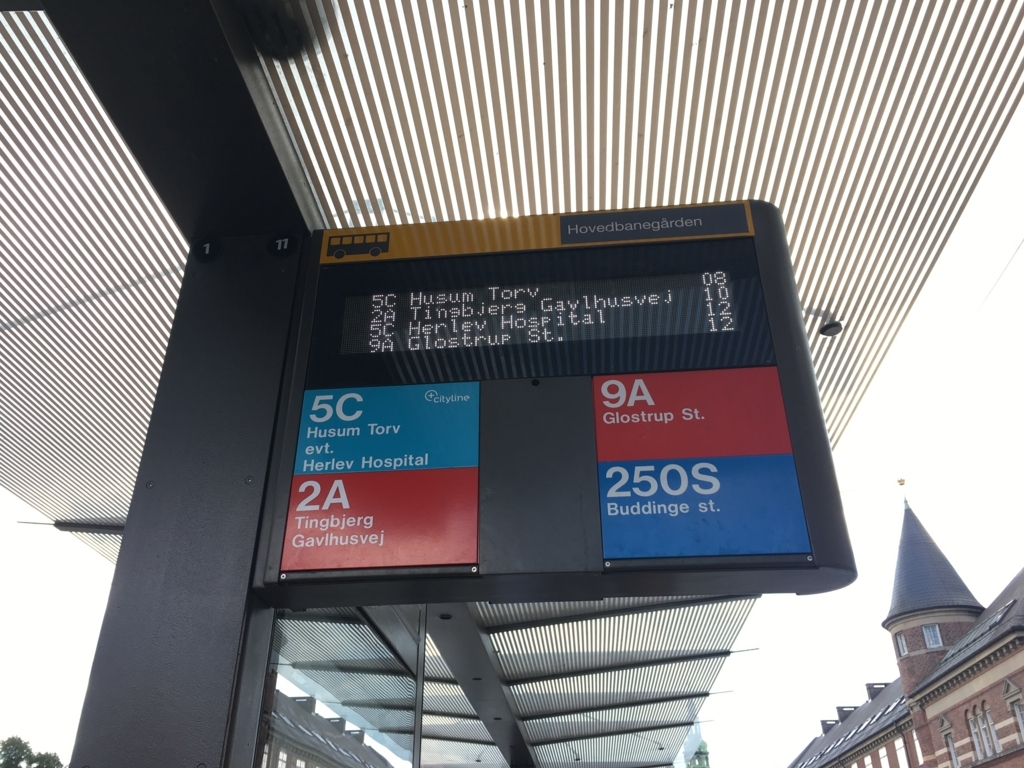 1 11
Hovedbanegården
5C Husum Torv 08
2A Tingbjerg Gavlhusvej 10
5C Herlev Hospital 12
9A Glostrup St. 12
5C cityline
Husum Torv
evt.
Herlev Hospital
2A
Tingbjerg
Gavlhusvej
9A
Glostrup St.
250S
Buddinge st.